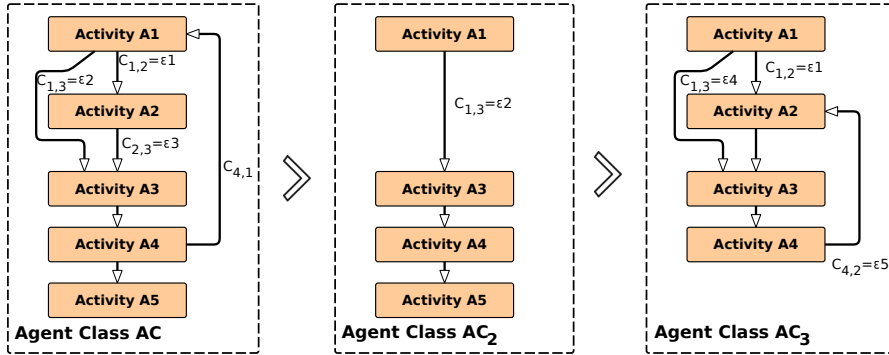 Activity A1
C1,2=ε1
C1,3=ε2
Activity A2
C2,3=ε3
C4,1
Activity A3
Activity A4
Activity A5
Agent Class AC
Activity A1
C1,3=ε2
Activity A3
Activity A4
Activity A5
Agent Class AC2
Activity A1
C1,2=ε1
C1,3=ε4
Activity A2
Activity A3
Activity A4
C4,2=ε5
Agent Class AC3